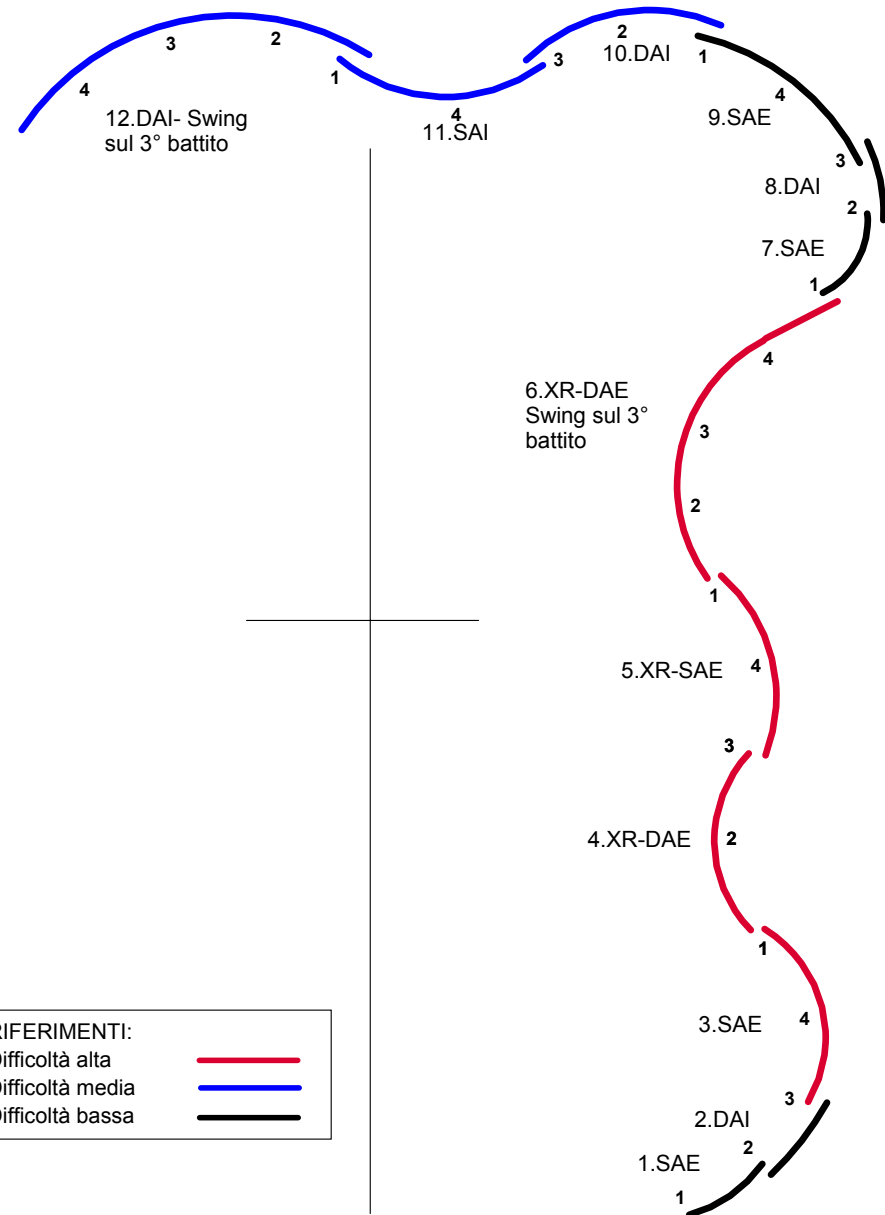 3
2
2
4
1
3
10.DAI
1
12.DAI- Swing
sul 3° battito
4
11.SAI
4
9.SAE
3
8.DAI
2
7.SAE
1
4
6.XR-DAE
Swing sul 3°
battito
3
2
1
5.XR-SAE
4
3
4.XR-DAE
2
1
3.SAE
4
RIFERIMENTI:
Difficoltà alta
Difficoltà media
Difficoltà bassa
3
2.DAI
2
1.SAE
1